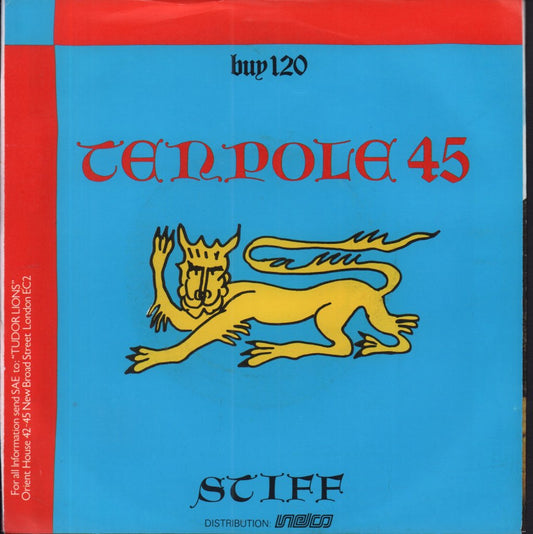 buy 120
TENPOLE 45
STIFF
DISTRIBUTION:
For all Information send SAE to: "TUDOR LIONS"
Orient House 42-45 New Broad Street London EC2